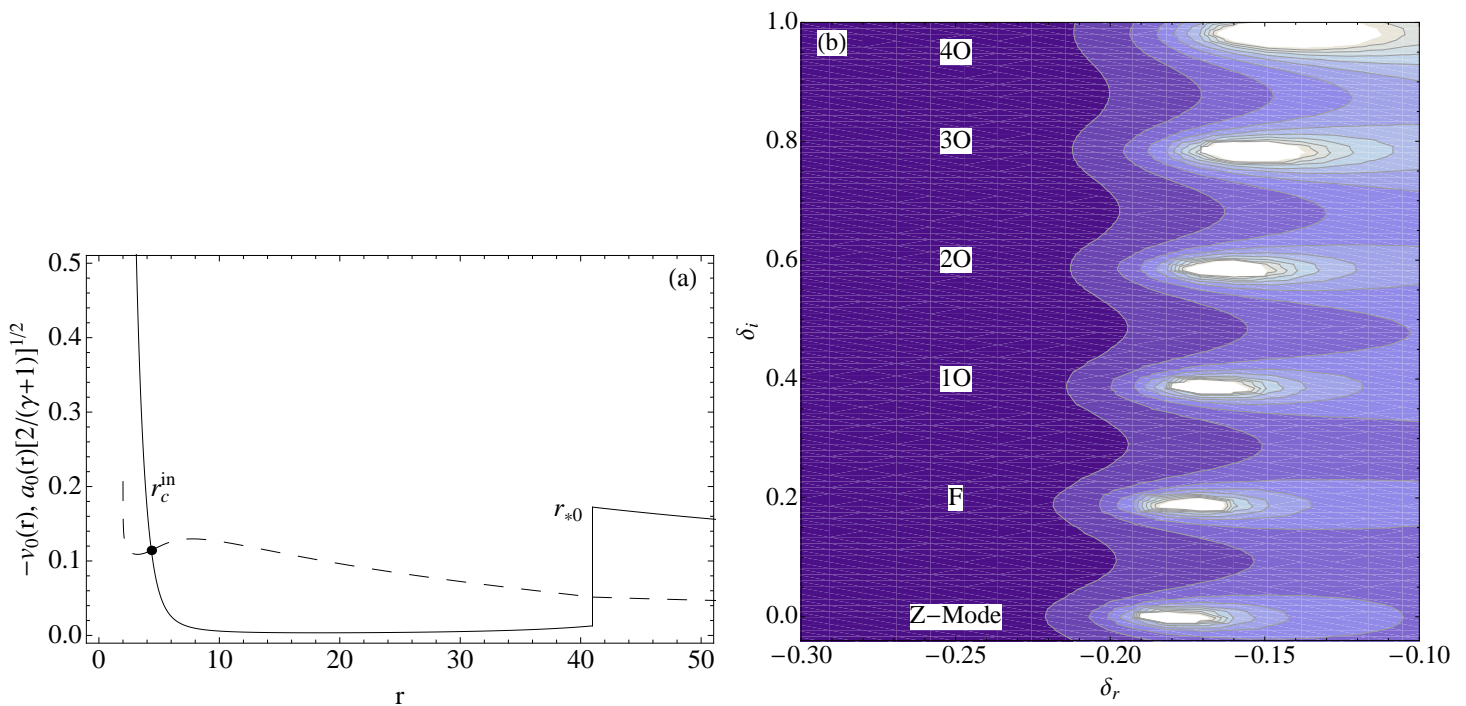 −v₀(r), a₀(r)[2/(γ+1)]^{1/2}
0.5
0.4
0.3
0.2
0.1
0.0
(a)
r_c^{in}
r_{*0}
0
10
20
30
40
50
r
(b)
δ_i
1.0
0.8
0.6
0.4
0.2
0.0
4O
3O
2O
1O
F
Z−Mode
−0.30
−0.25
−0.20
−0.15
−0.10
δ_r